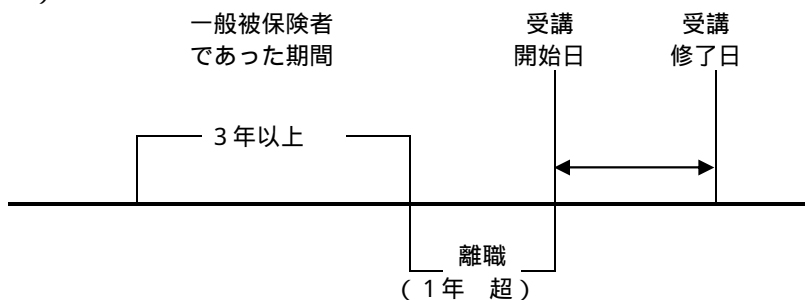 )
一般被保険者
であった期間
受講
開始日
受講
修了日
3年以上
離職
(1年 超)